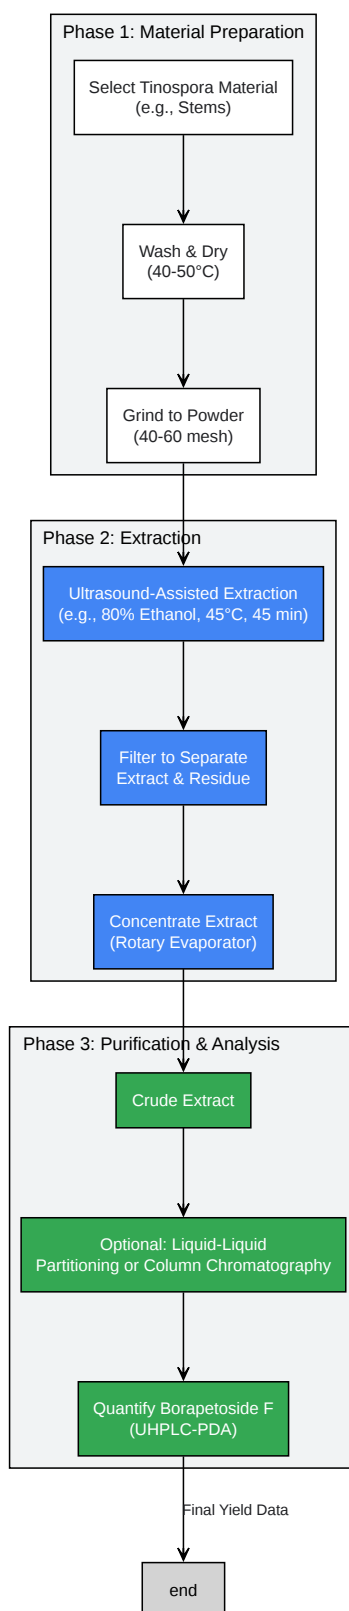 Phase 1: Material Preparation
Select Tinospora Material
(e.g., Stems)
Wash & Dry
(40-50°C)
Grind to Powder
(40-60 mesh)
Phase 2: Extraction
Ultrasound-Assisted Extraction
(e.g., 80% Ethanol, 45°C, 45 min)
Filter to Separate
Extract & Residue
Concentrate Extract
(Rotary Evaporator)
Phase 3: Purification & Analysis
Crude Extract
Optional: Liquid-Liquid
Partitioning or Column Chromatography
Quantify Borapetoside F
(UHPLC-PDA)
Final Yield Data
end